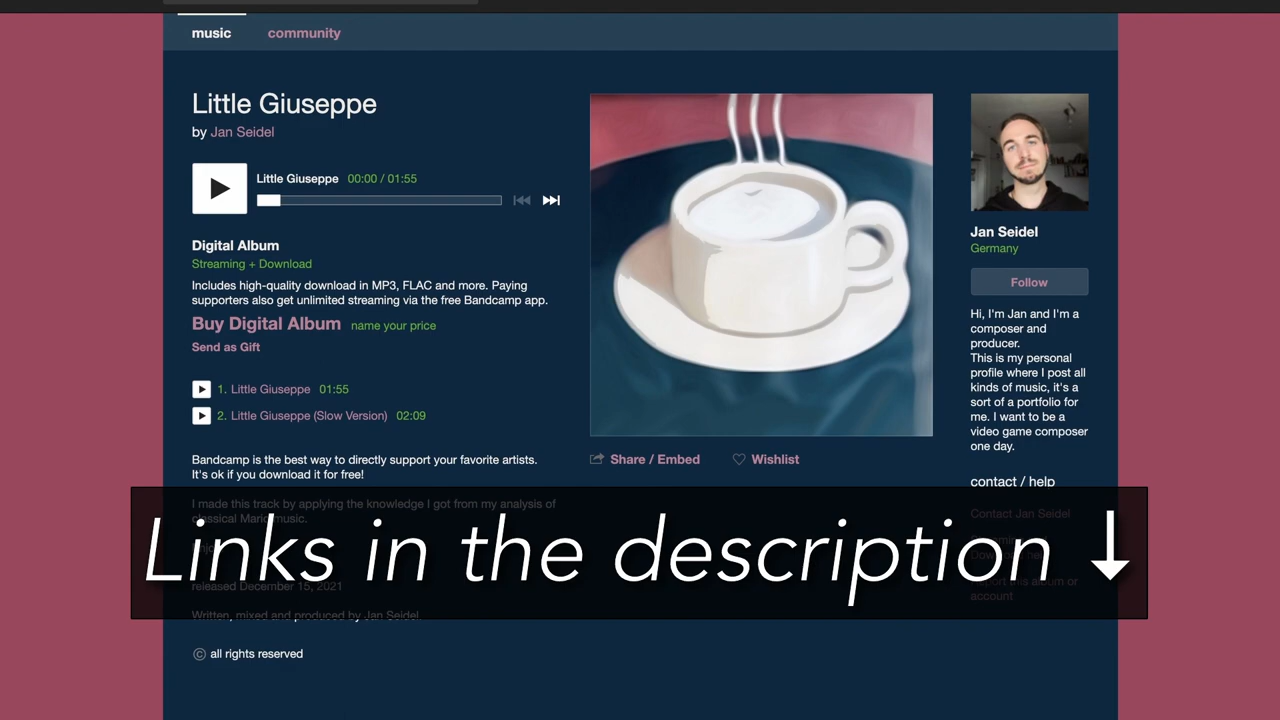 music
community
Little Giuseppe
by Jan Seidel
Little Giuseppe 00:00 / 01:55
Digital Album
Streaming + Download
Includes high-quality download in MP3, FLAC and more. Paying
supporters also get unlimited streaming via the free Bandcamp app.
Buy Digital Album name your price
Send as Gift
1. Little Giuseppe 01:55
2. Little Giuseppe (Slow Version) 02:09
Bandcamp is the best way to directly support your favorite artists.
It's ok if you download it for free!
I made this track by applying the knowledge I got from my analysis of
classical Mario music.
released December 15, 2021
Written, mixed and produced by Jan Seidel.
© all rights reserved
Share / Embed
Wishlist
Jan Seidel
Germany
Follow
Hi, I'm Jan and I'm a
composer and
producer.
This is my personal
profile where I post all
kinds of music, it's a
sort of a portfolio for
me. I want to be a
video game composer
one day.
contact / help
Contact Jan Seidel
account
Links in the description ↓